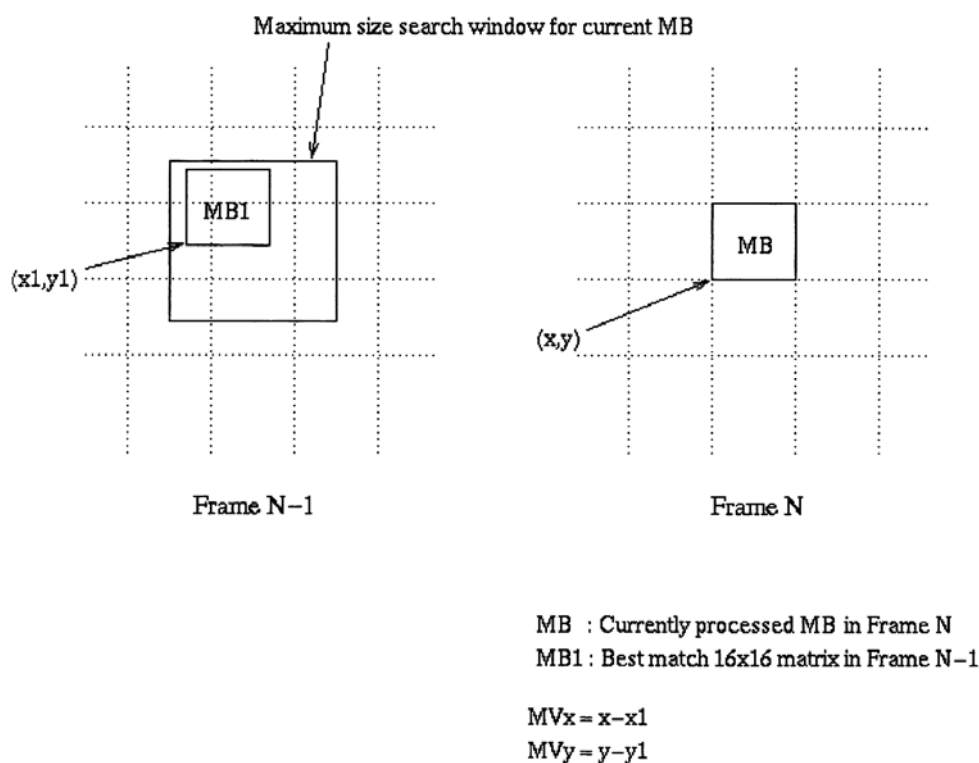 Maximum size search window for current MB
MB1
MB
(x1,y1)
(x,y)
Frame N−1
Frame N
MB : Currently processed MB in Frame N
MB1 : Best match 16x16 matrix in Frame N−1
MVx = x−x1
MVy = y−y1